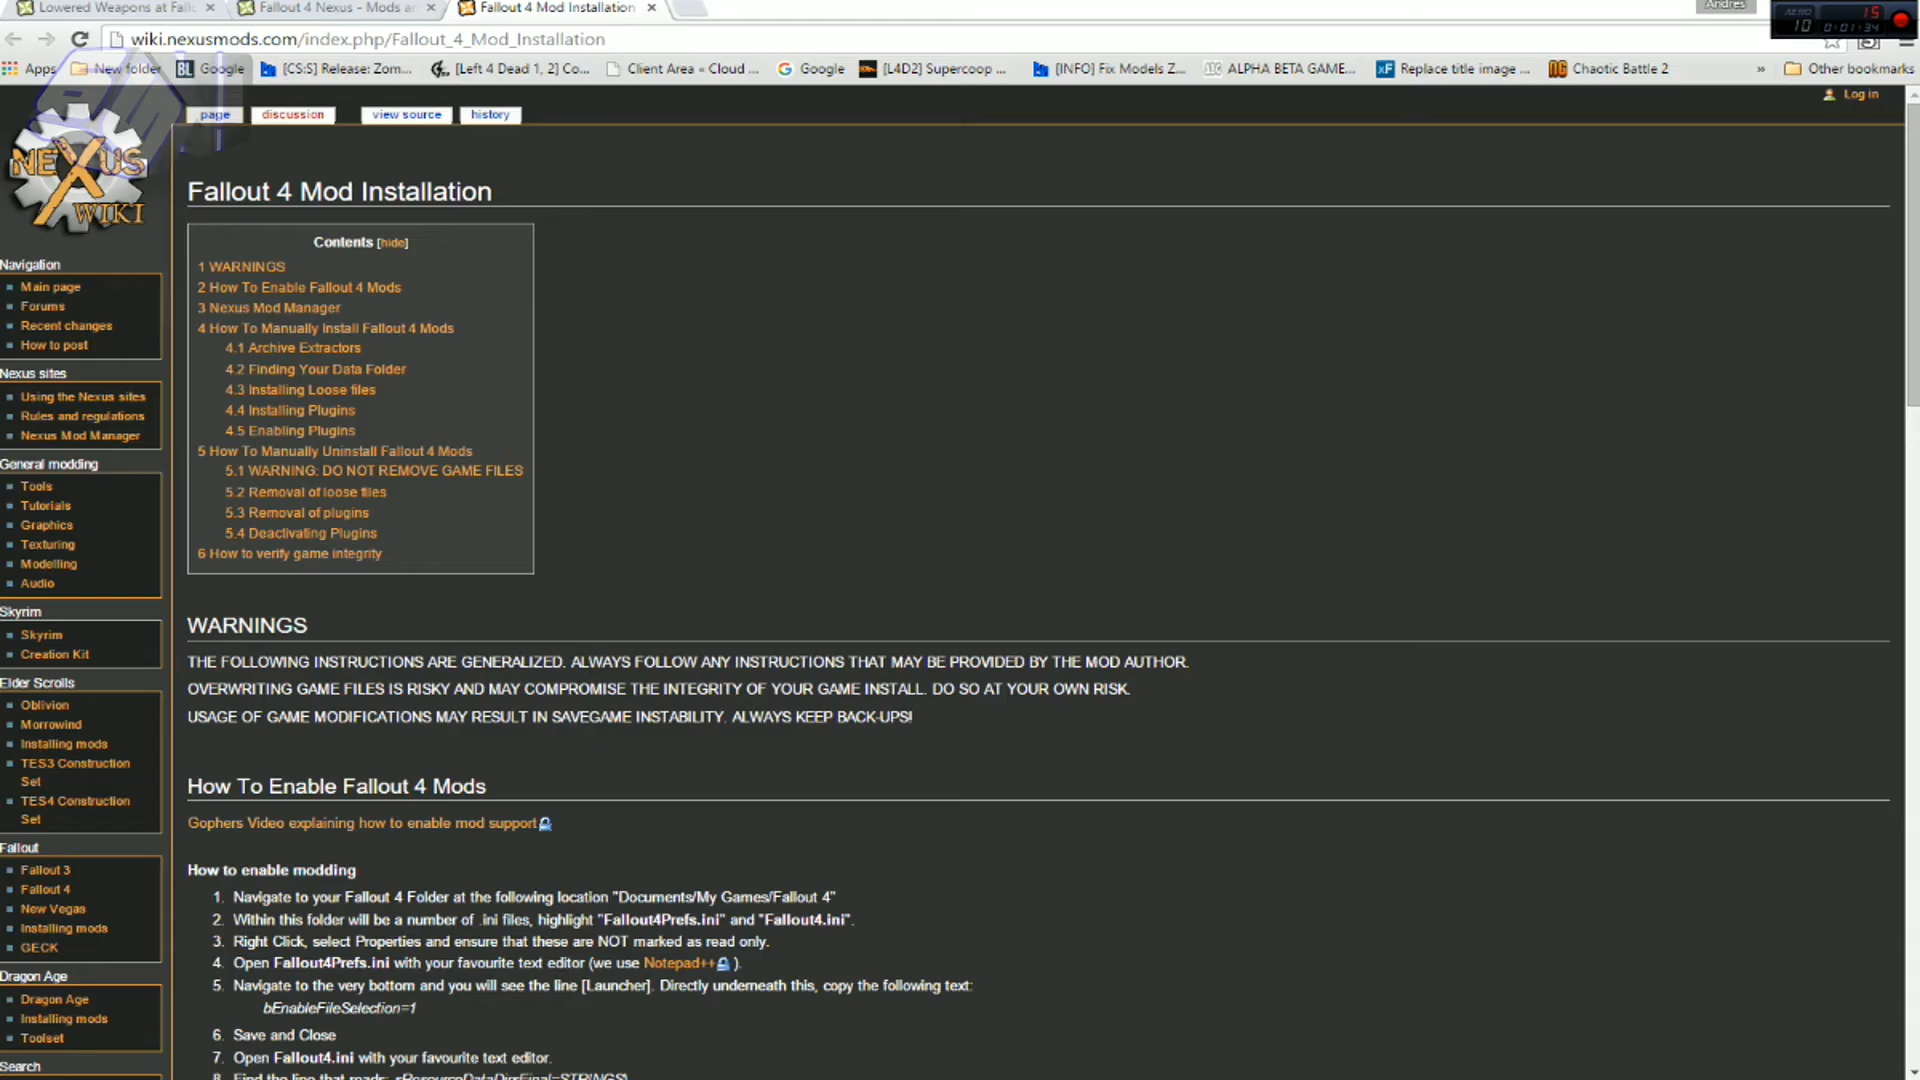 Lowered Weapons at Fallo
Fallout 4 Nexus - Mods an
Fallout 4 Mod Installation
Andres
AERO
15
10
0:01:34
wiki.nexusmods.com/index.php/Fallout_4_Mod_Installation
Apps
New folder
BL
Google
[CS:S] Release: Zom...
[Left 4 Dead 1, 2] Co...
Client Area « Cloud ...
Google
[L4D2] Supercoop ...
[INFO] Fix Models Z...
ALPHA BETA GAME...
Replace title image ...
Chaotic Battle 2
»
Other bookmarks
Log in
page
discussion
view source
history
NEXUS
WIKI
Fallout 4 Mod Installation
Contents [hide]
1 WARNINGS
2 How To Enable Fallout 4 Mods
3 Nexus Mod Manager
4 How To Manually Install Fallout 4 Mods
4.1 Archive Extractors
4.2 Finding Your Data Folder
4.3 Installing Loose files
4.4 Installing Plugins
4.5 Enabling Plugins
5 How To Manually Uninstall Fallout 4 Mods
5.1 WARNING: DO NOT REMOVE GAME FILES
5.2 Removal of loose files
5.3 Removal of plugins
5.4 Deactivating Plugins
6 How to verify game integrity
Navigation
Main page
Forums
Recent changes
How to post
Nexus sites
Using the Nexus sites
Rules and regulations
Nexus Mod Manager
General modding
Tools
Tutorials
Graphics
Texturing
Modelling
Audio
Skyrim
Skyrim
Creation Kit
Elder Scrolls
Oblivion
Morrowind
Installing mods
TES3 Construction
Set
TES4 Construction
Set
Fallout
Fallout 3
Fallout 4
New Vegas
Installing mods
GECK
Dragon Age
Dragon Age
Installing mods
Toolset
Search
WARNINGS
THE FOLLOWING INSTRUCTIONS ARE GENERALIZED. ALWAYS FOLLOW ANY INSTRUCTIONS THAT MAY BE PROVIDED BY THE MOD AUTHOR.
OVERWRITING GAME FILES IS RISKY AND MAY COMPROMISE THE INTEGRITY OF YOUR GAME INSTALL. DO SO AT YOUR OWN RISK.
USAGE OF GAME MODIFICATIONS MAY RESULT IN SAVEGAME INSTABILITY. ALWAYS KEEP BACK-UPS!
How To Enable Fallout 4 Mods
Gophers Video explaining how to enable mod support
How to enable modding
1. Navigate to your Fallout 4 Folder at the following location "Documents/My Games/Fallout 4"
2. Within this folder will be a number of .ini files, highlight "Fallout4Prefs.ini" and "Fallout4.ini".
3. Right Click, select Properties and ensure that these are NOT marked as read only.
4. Open Fallout4Prefs.ini with your favourite text editor (we use Notepad++ ).
5. Navigate to the very bottom and you will see the line [Launcher]. Directly underneath this, copy the following text:
bEnableFileSelection=1
6. Save and Close
7. Open Fallout4.ini with your favourite text editor.
8. Find the line that reads: sResourceDataDirsFinal=STRINGS\